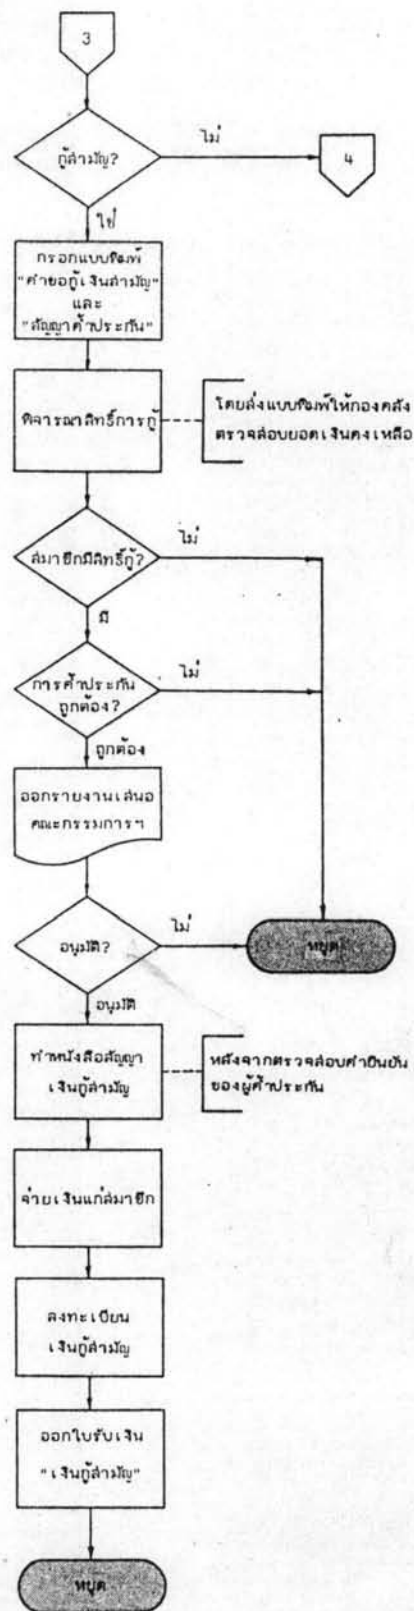 3
กู้สามัญ?
ไม่
4
ใช่
กรอกแบบพิมพ์
"คำขอกู้เงินสามัญ"
และ
"สัญญาค้ำประกัน"
พิจารณาสิทธิ์การกู้
โดยส่งแบบพิมพ์ให้กองคลัง
ตรวจสอบยอดเงินคงเหลือ
สมาชิกมีสิทธิ์กู้?
ไม่
มี
การค้ำประกัน
ถูกต้อง?
ไม่
ถูกต้อง
ออกรายงานเสนอ
คณะกรรมการฯ
อนุมัติ?
ไม่
หยุด
อนุมัติ
ทำหนังสือสัญญา
เงินกู้สามัญ
หลังจากตรวจสอบคำยืนยัน
ของผู้ค้ำประกัน
จ่ายเงินแก่สมาชิก
ลงทะเบียน
เงินกู้สามัญ
ออกใบรับเงิน
"เงินกู้สามัญ"
หยุด